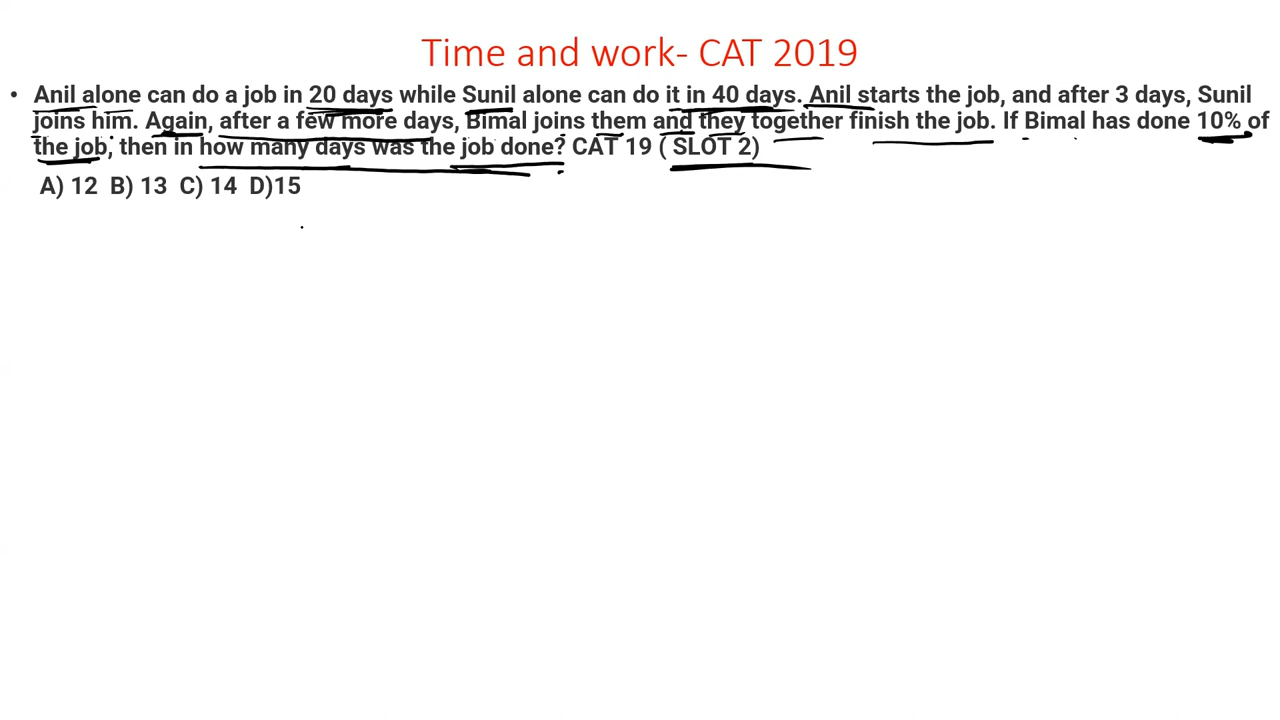 Time and work- CAT 2019
• Anil alone can do a job in 20 days while Sunil alone can do it in 40 days. Anil starts the job, and after 3 days, Sunil
joins him. Again, after a few more days, Bimal joins them and they together finish the job. If Bimal has done 10% of
the job, then in how many days was the job done? CAT 19 ( SLOT 2)
A) 12 B) 13 C) 14 D)15